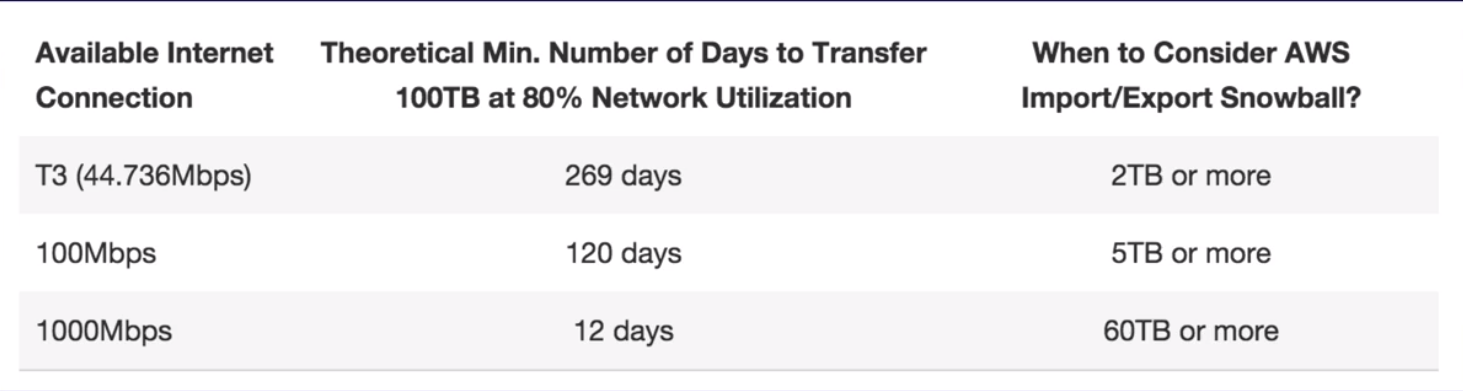 Available Internet Connection
Theoretical Min. Number of Days to Transfer 100TB at 80% Network Utilization
When to Consider AWS Import/Export Snowball?
T3 (44.736Mbps) 269 days 2TB or more
100Mbps 120 days 5TB or more
1000Mbps 12 days 60TB or more